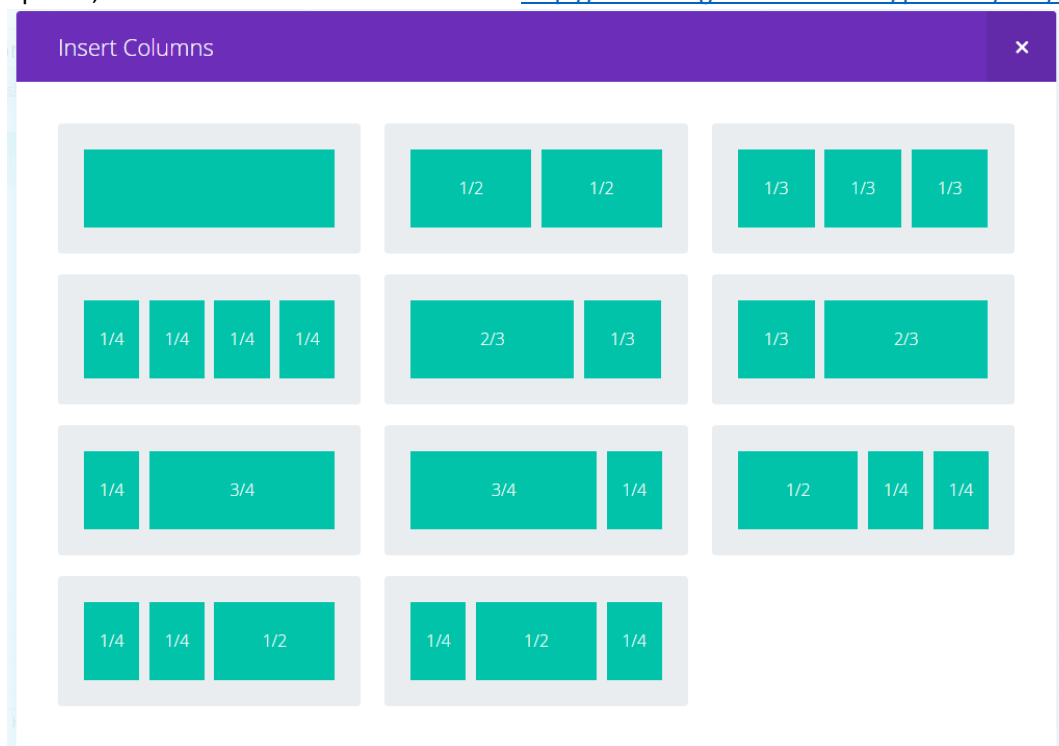 Insert Columns ×
1/2 1/2
1/3 1/3 1/3
1/4 1/4 1/4 1/4
2/3 1/3
1/3 2/3
1/4 3/4
3/4 1/4
1/2 1/4 1/4
1/4 1/4 1/2
1/4 1/2 1/4